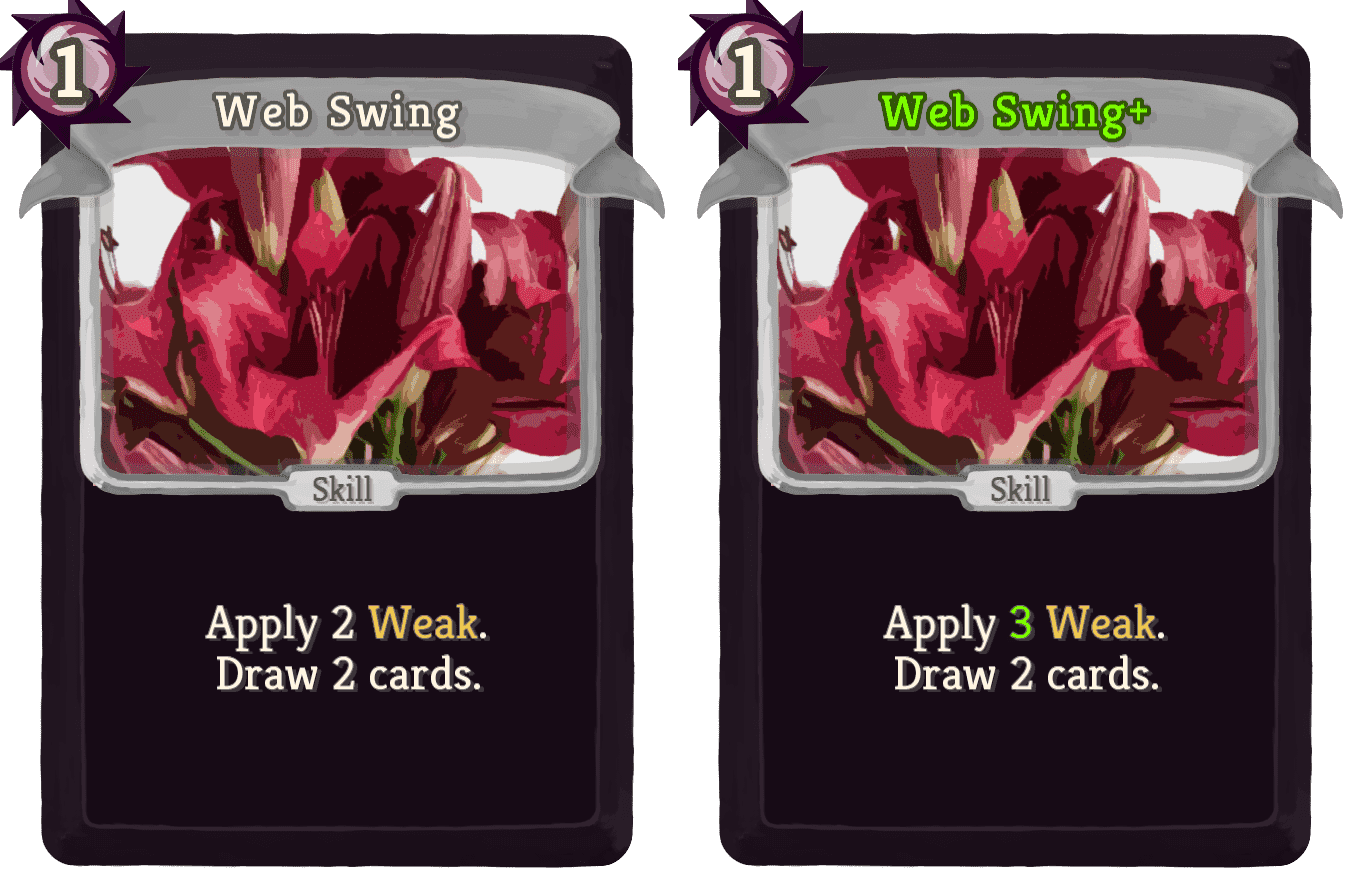 1
Web Swing
Skill
Apply 2 Weak.
Draw 2 cards.
1
Web Swing+
Skill
Apply 3 Weak.
Draw 2 cards.